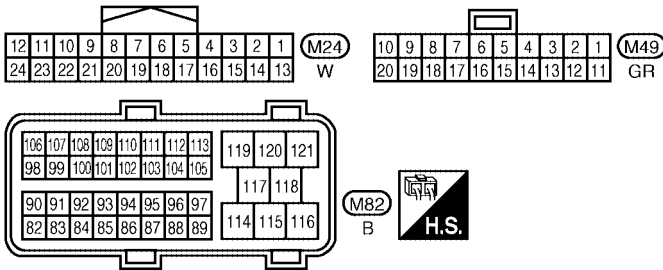 12 11 10 9 8 7 6 5 4 3 2 1
24 23 22 21 20 19 18 17 16 15 14 13
M24
W
10 9 8 7 6 5 4 3 2 1
20 19 18 17 16 15 14 13 12 11
M49
GR
106 107 108 109 110 111 112 113
98 99 100 101 102 103 104 105
90 91 92 93 94 95 96 97
82 83 84 85 86 87 88 89
119 120 121
117 118
114 115 116
M82
B
H.S.